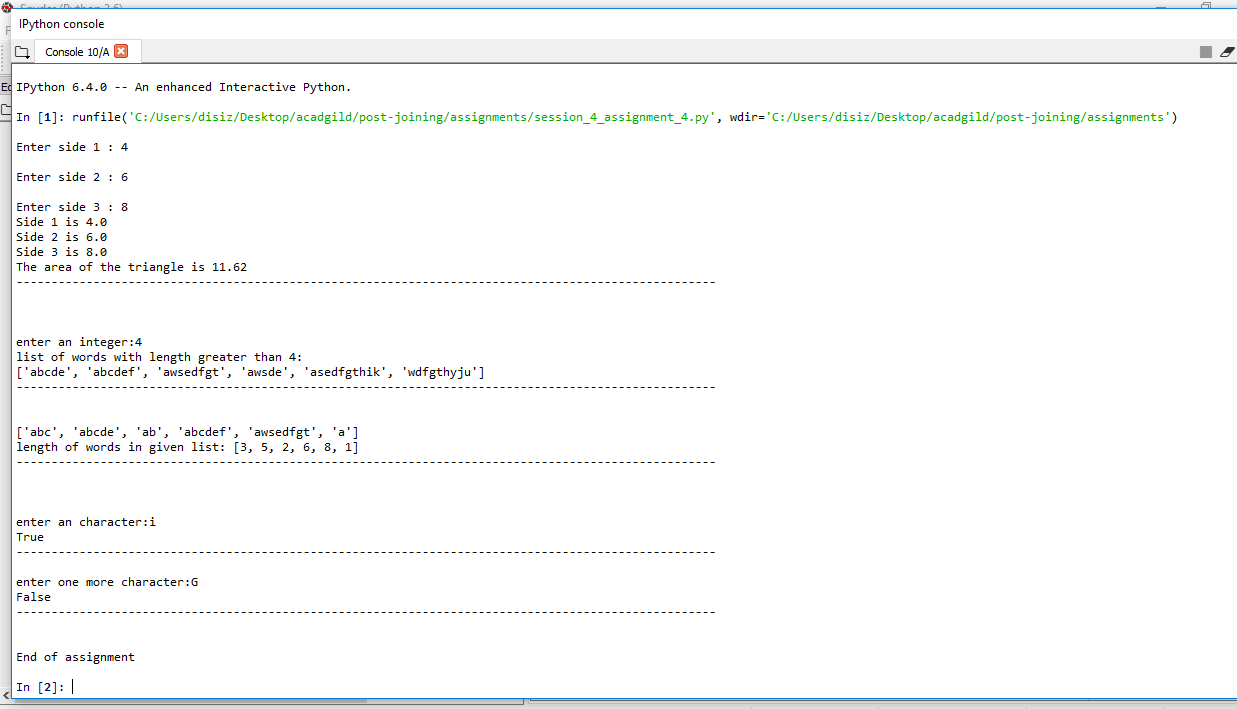 IPython console
Console 10/A
IPython 6.4.0 -- An enhanced Interactive Python.
In [1]: runfile('C:/Users/disiz/Desktop/acadgild/post-joining/assignments/session_4_assignment_4.py', wdir='C:/Users/disiz/Desktop/acadgild/post-joining/assignments')
Enter side 1 : 4
Enter side 2 : 6
Enter side 3 : 8
Side 1 is 4.0
Side 2 is 6.0
Side 3 is 8.0
The area of the triangle is 11.62
----------------------------------------------------------------------------------------------------
enter an integer:4
list of words with length greater than 4:
['abcde', 'abcdef', 'awsedfgt', 'awsde', 'asedfgthik', 'wdfgthyju']
----------------------------------------------------------------------------------------------------
['abc', 'abcde', 'ab', 'abcdef', 'awsedfgt', 'a']
length of words in given list: [3, 5, 2, 6, 8, 1]
----------------------------------------------------------------------------------------------------
enter an character:i
True
----------------------------------------------------------------------------------------------------
enter one more character:G
False
----------------------------------------------------------------------------------------------------
End of assignment
In [2]: